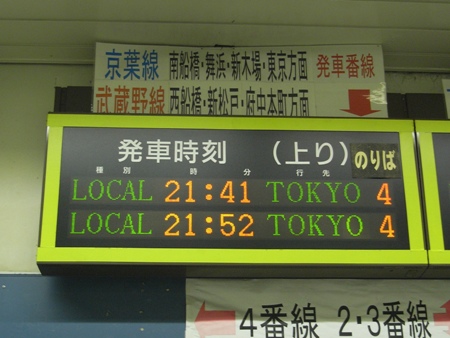 京葉線 南船橋・舞浜・新木場・東京方面 発車番線
武蔵野線 西船橋・新松戸・府中本町方面
発車時刻 (上り) のりば
種別 時分 行先
LOCAL 21:41 TOKYO 4
LOCAL 21:52 TOKYO 4
4番線 2・3番線